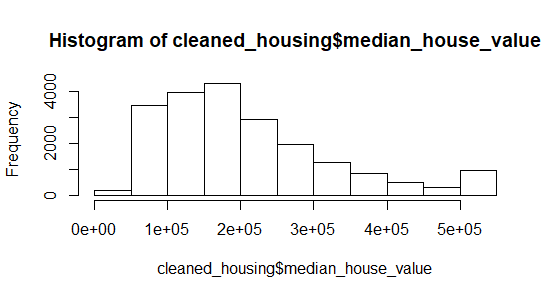 Histogram of cleaned_housing$median_house_value
Frequency
4000
2000
0
0e+00 1e+05 2e+05 3e+05 4e+05 5e+05
cleaned_housing$median_house_value